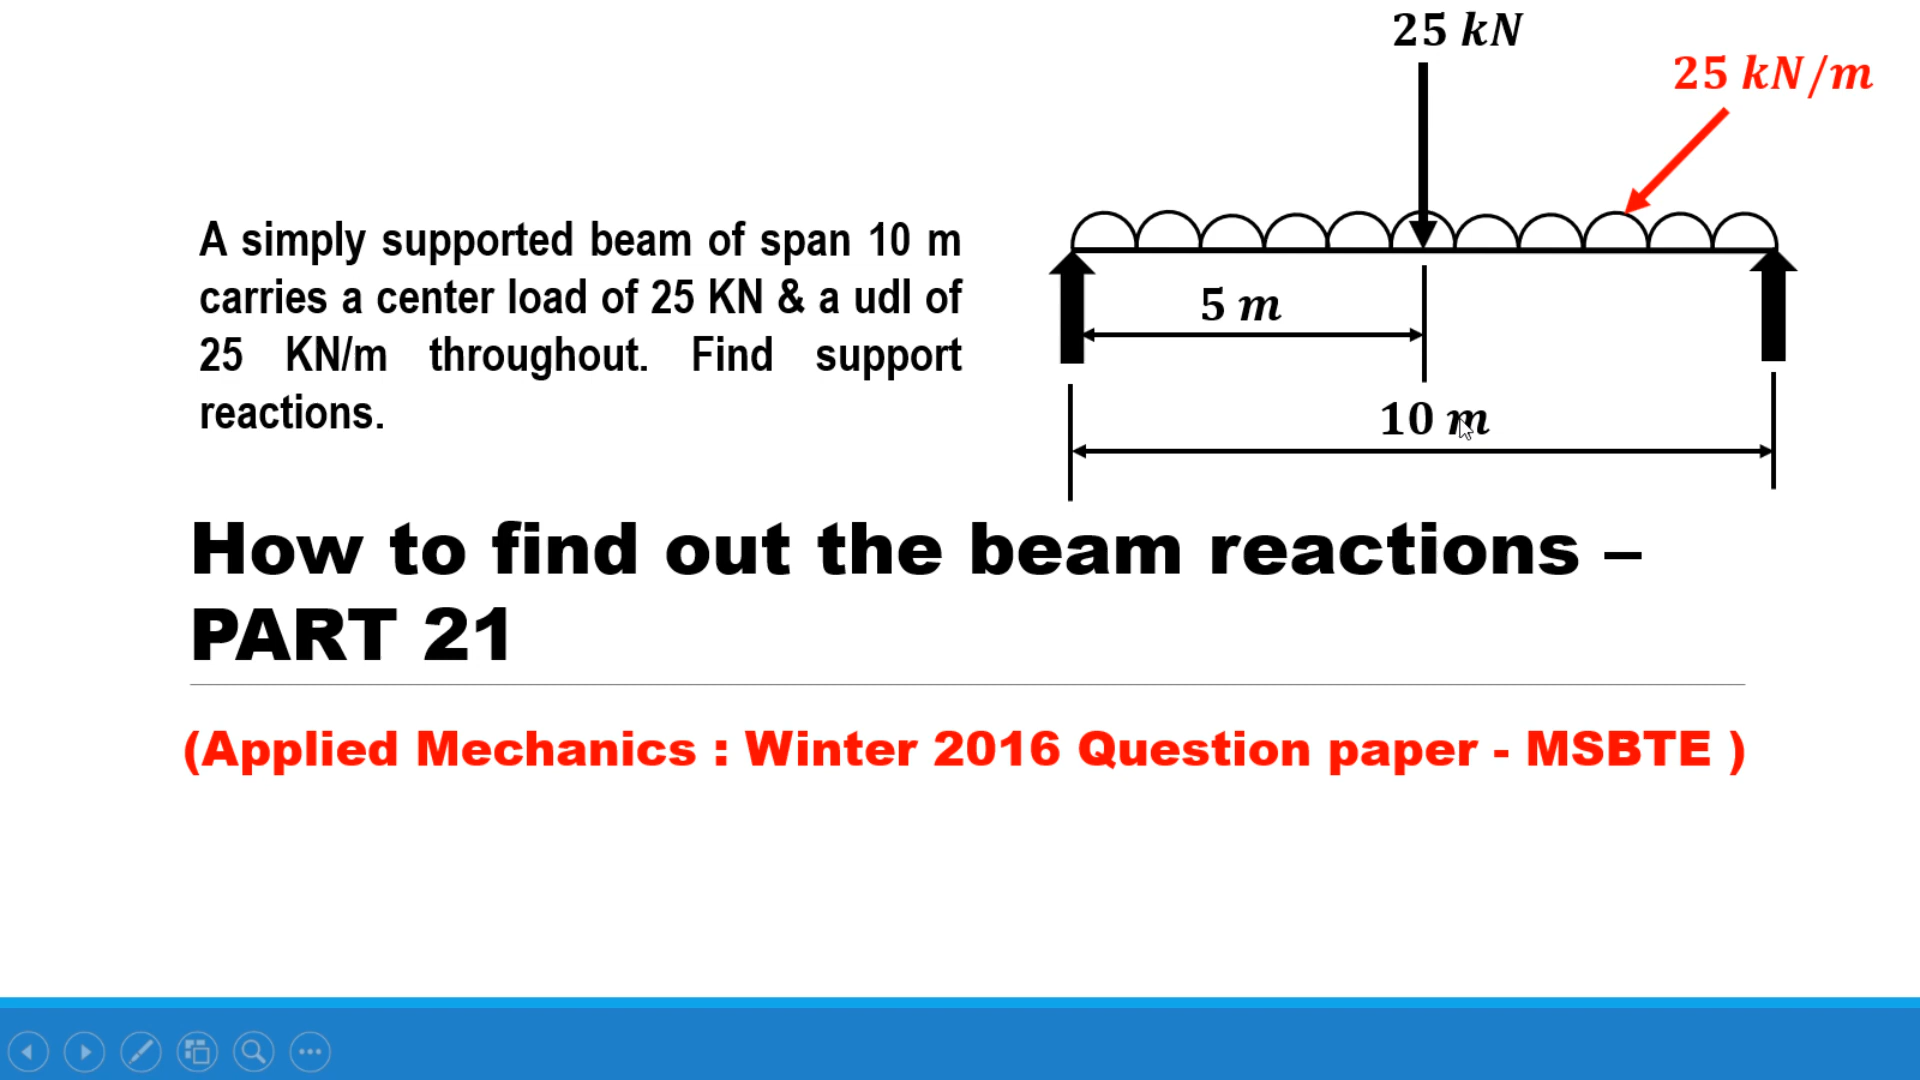 25 kN
25 kN/m
A simply supported beam of span 10 m
carries a center load of 25 KN & a udl of
25 KN/m throughout. Find support
reactions.
5 m
10 m
How to find out the beam reactions –
PART 21
(Applied Mechanics : Winter 2016 Question paper - MSBTE )